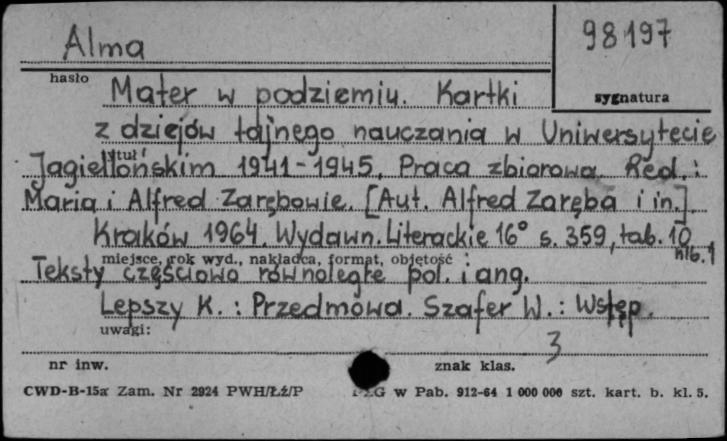 Alma
98197
hasło
sygnatura
Mater w podziemiu. Kartki
z dziejów tajnego nauczania w Uniwersytecie
tytuł
Jagiellońskim 1941-1945. Praca zbiorowa. Red.:
Maria i Alfred Zarębowie. [Aut. Alfred Zaręba i in.].
Kraków 1964. Wydawn. Literackie 16° s. 359, tab. 10
nlb. 1
miejsce, rok wyd., nakładca, format, objętość
Teksty częściowo równoległe pol. i ang.
Lepszy K.: Przedmowa. Szafer W.: Wstęp.
uwagi:
3
nr inw.
znak klas.
CWD-B-15a Zam. Nr 2924 PWH/Łż/P
w Pab. 912-64 1 000 000 szt. kart. b. kl. 5.